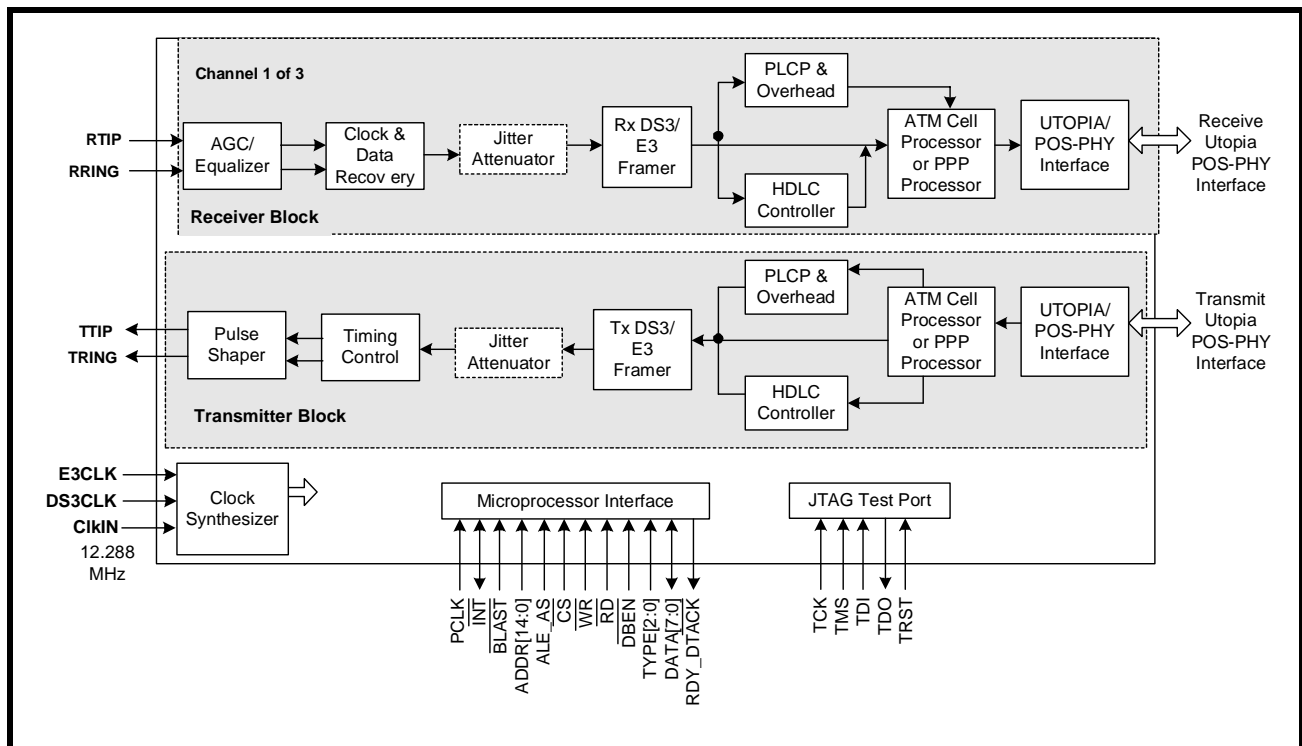 Channel 1 of 3
RTIP
RRING
AGC/
Equalizer
Clock &
Data
Recovery
Jitter
Attenuator
Rx DS3/
E3
Framer
PLCP &
Overhead
HDLC
Controller
ATM Cell
Processor
or PPP
Processor
UTOPIA/
POS-PHY
Interface
Receive
Utopia
POS-PHY
Interface
Receiver Block
TTIP
TRING
Pulse
Shaper
Timing
Control
Jitter
Attenuator
Tx DS3/
E3
Framer
PLCP &
Overhead
HDLC
Controller
ATM Cell
Processor
or PPP
Processor
UTOPIA/
POS-PHY
Interface
Transmit
Utopia
POS-PHY
Interface
Transmitter Block
E3CLK
DS3CLK
ClkIN
12.288
MHz
Clock
Synthesizer
Microprocessor Interface
PCLK
INT
BLAST
ADDR[14:0]
ALE_AS
CS
WR
RD
DBEN
TYPE[2:0]
DATA[7:0]
RDY_DTACK
JTAG Test Port
TCK
TMS
TDI
TDO
TRST